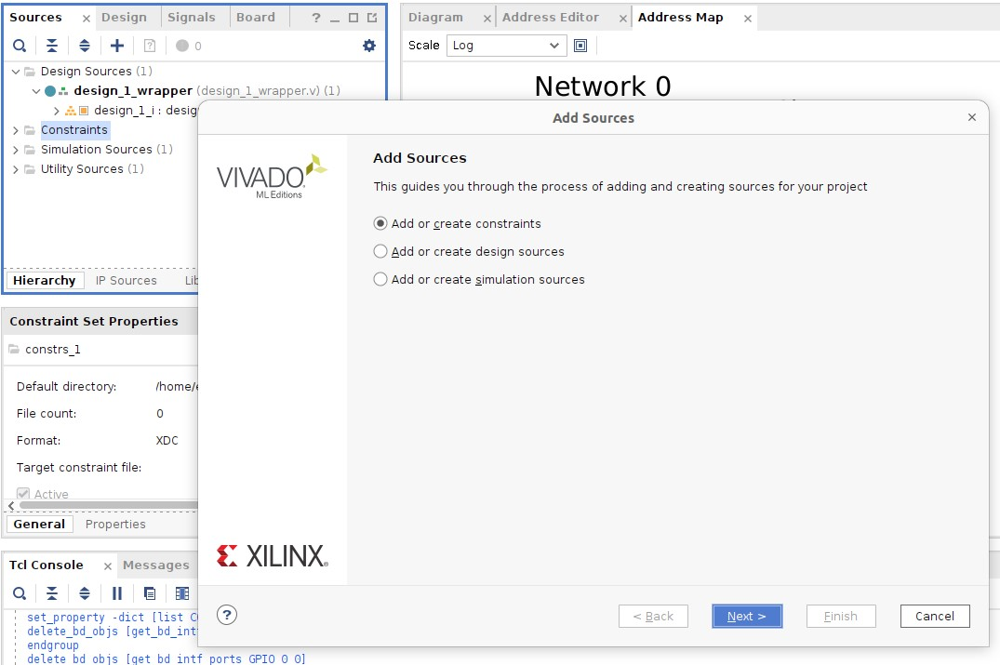 Sources
Design
Signals
Board
? 
0
Design Sources (1)
design_1_wrapper (design_1_wrapper.v) (1)
design_1_i : desig
Constraints
Simulation Sources (1)
Utility Sources (1)
Hierarchy
IP Sources
Lib
Diagram
Address Editor
Address Map
Scale
Log
Network 0
Constraint Set Properties
constrs_1
Default directory: /home/e
File count: 0
Format: XDC
Target constraint file:
Active
General
Properties
Tcl Console
Messages
set_property -dict [list CO
delete_bd_objs [get_bd_intf
endgroup
delete_bd_objs [get_bd_intf_ports GPIO_0_0]
Add Sources
VIVADO
ML Editions
Add Sources
This guides you through the process of adding and creating sources for your project
Add or create constraints
Add or create design sources
Add or create simulation sources
XILINX
?
< Back
Next >
Finish
Cancel